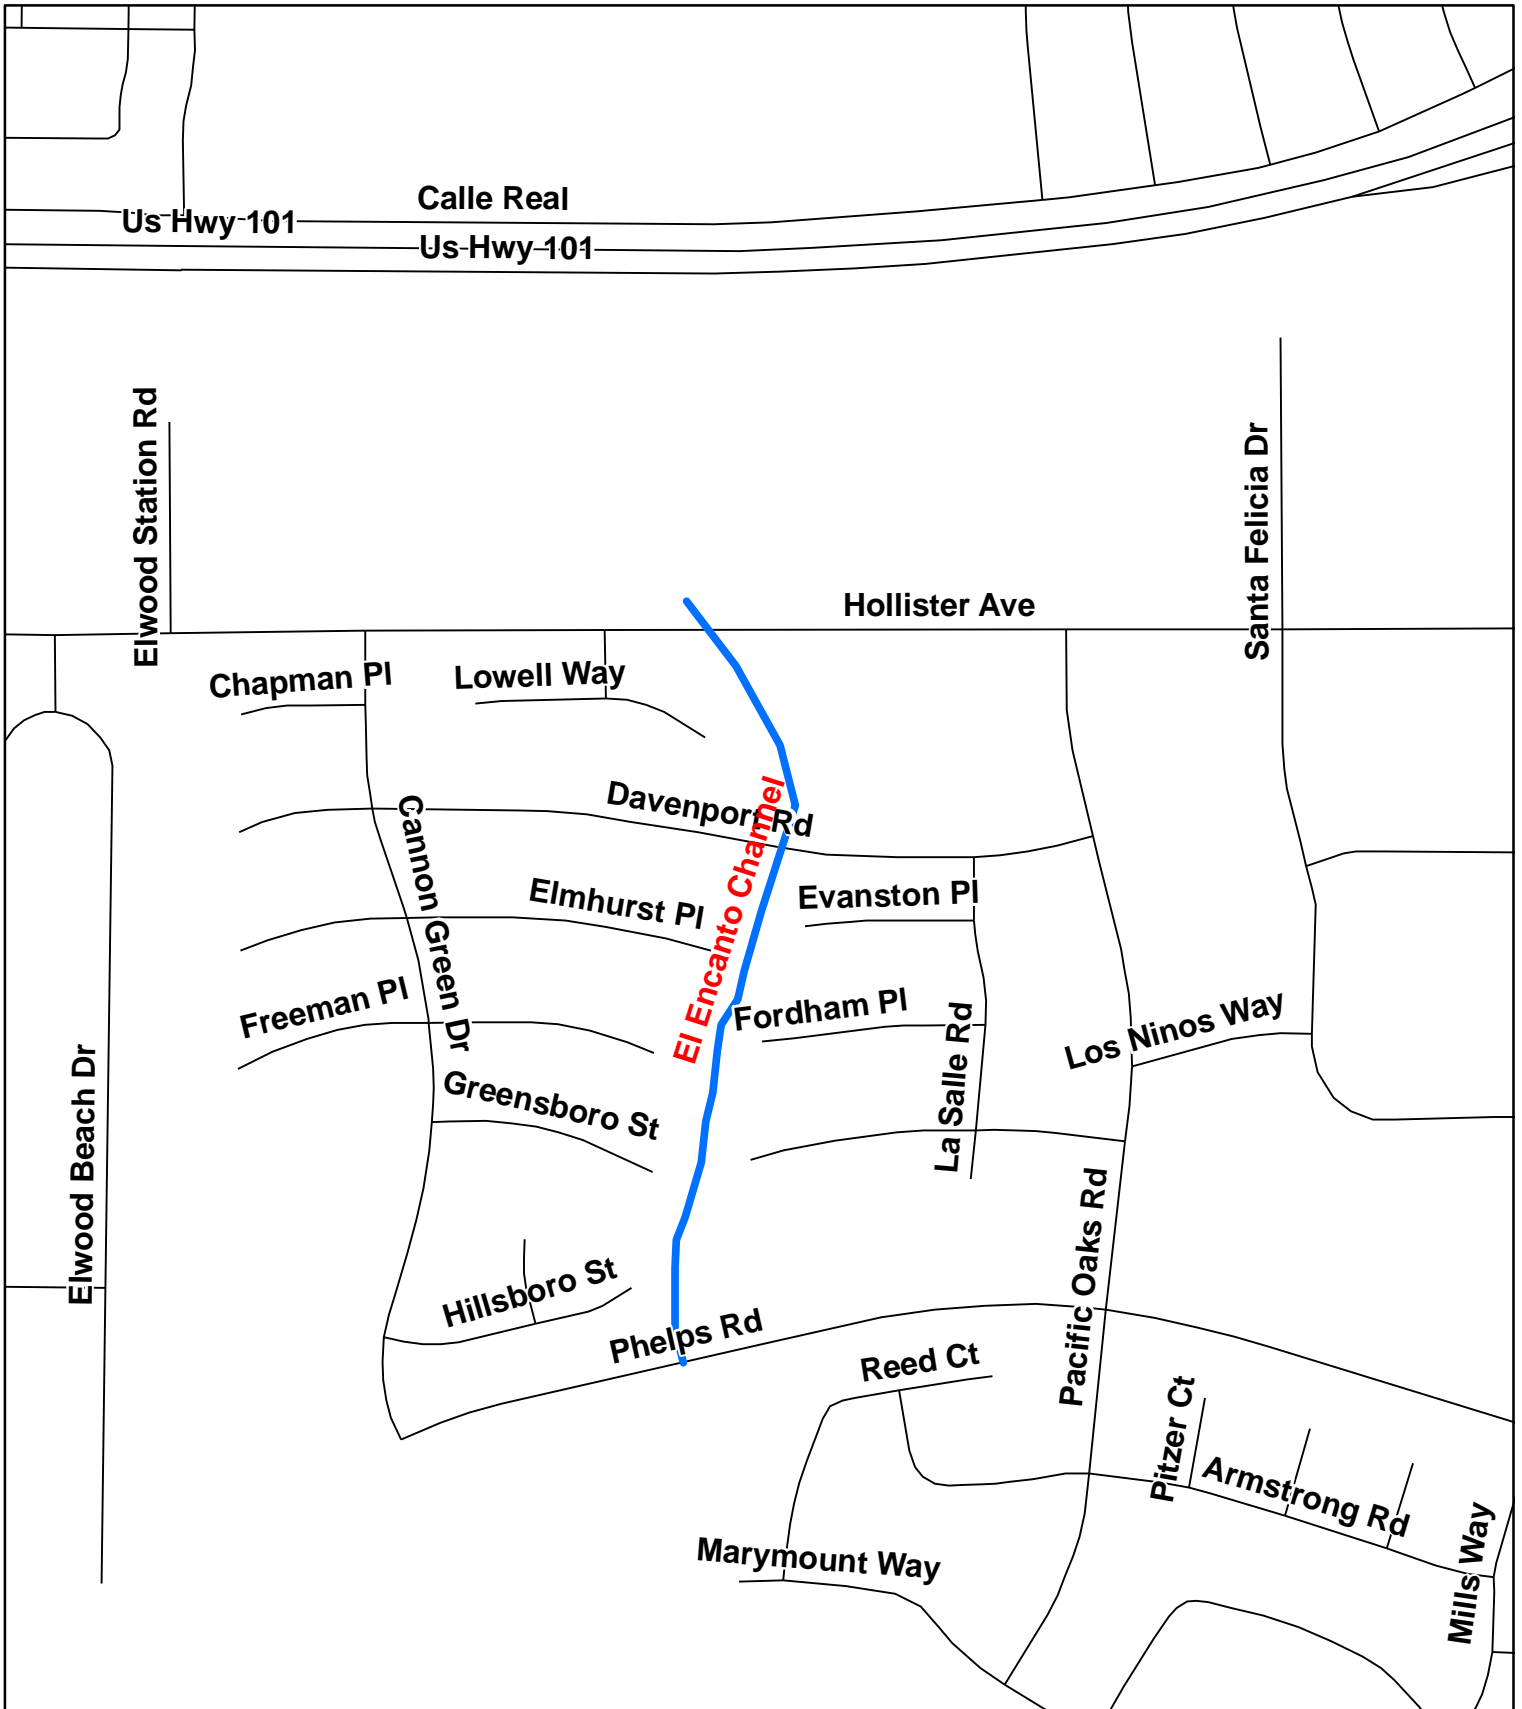 Calle Real
Us Hwy 101
Us Hwy 101
Elwood Station Rd
Santa Felicia Dr
Hollister Ave
Chapman Pl
Lowell Way
Davenport Rd
Cannon Green Dr
El Encanto Channel
Elmhurst Pl
Evanston Pl
Freeman Pl
Fordham Pl
La Salle Rd
Los Ninos Way
Elwood Beach Dr
Greensboro St
Pacific Oaks Rd
Hillsboro St
Phelps Rd
Reed Ct
Pitzer Ct
Armstrong Rd
Mills Way
Marymount Way